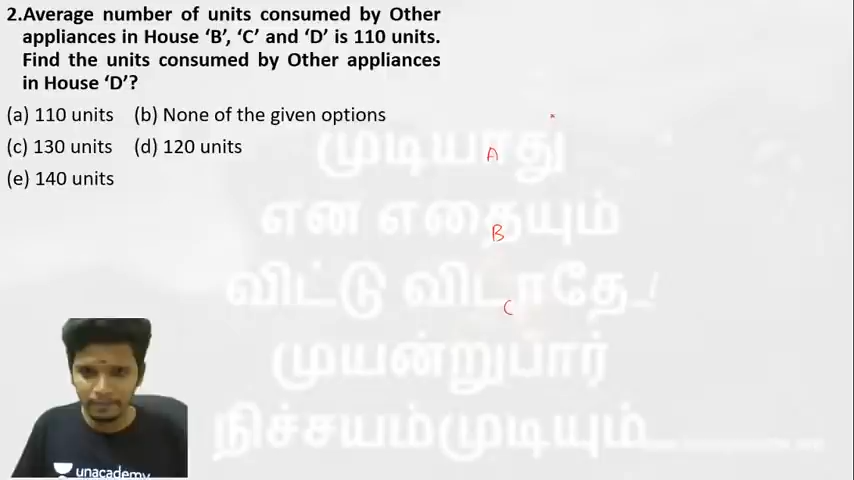 2.Average number of units consumed by Other
appliances in House ‘B’, ‘C’ and ‘D’ is 110 units.
Find the units consumed by Other appliances
in House ‘D’?
(a) 110 units (b) None of the given options
(c) 130 units (d) 120 units
(e) 140 units
A
B
C
முடியாது
என எதையும்
விட்டு விடாதே
முயன்றுபார்
நிச்சயம்முடியும்
unacademy